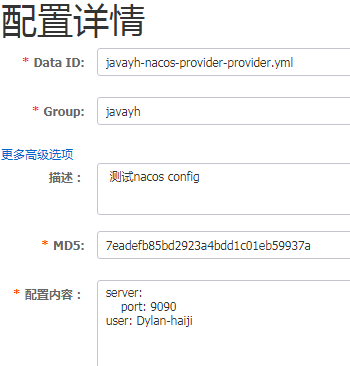 配置详情
* Data ID: javayh-nacos-provider-provider.yml
* Group: javayh
更多高级选项
描述： 测试nacos config
* MD5: 7eadefb85bd2923a4bdd1c01eb59937a
* 配置内容： server:
port: 9090
user: Dylan-haiji